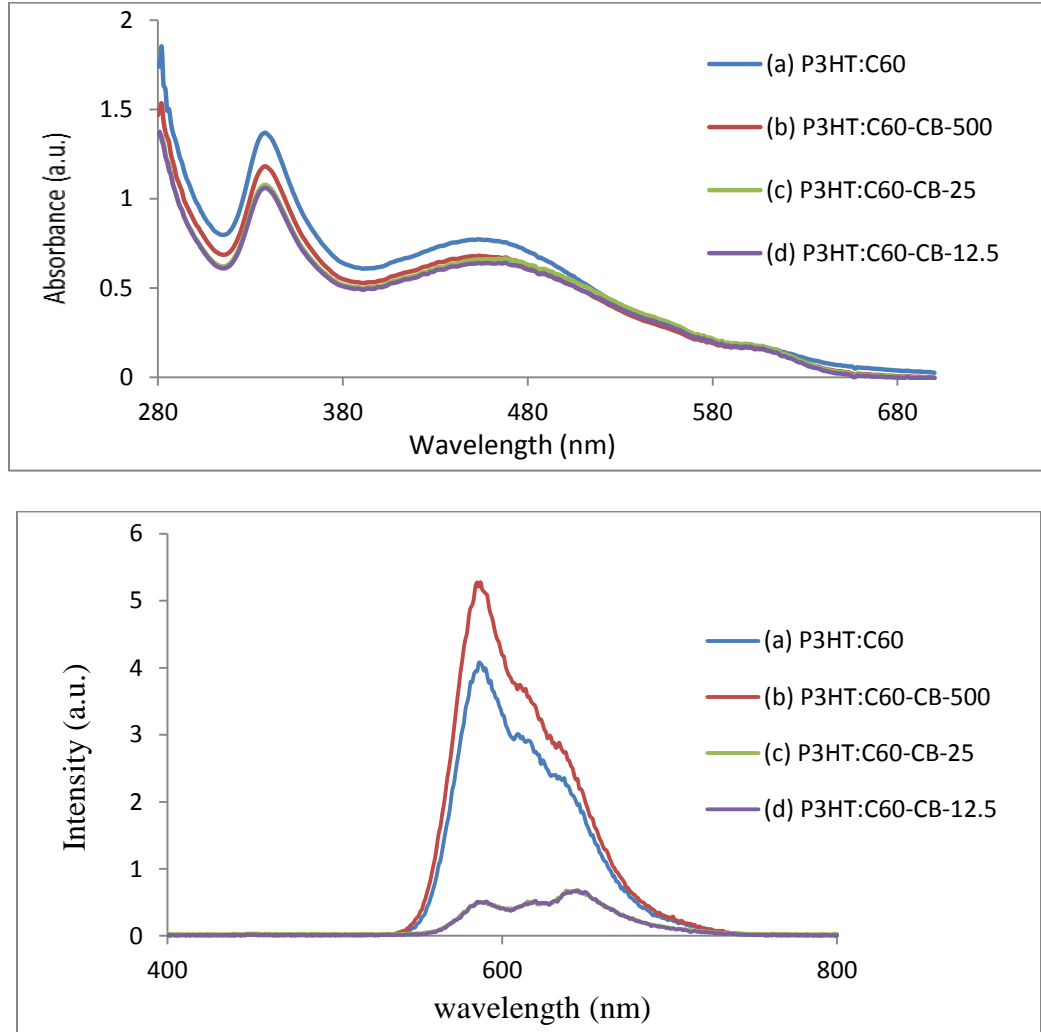 2
1.5
1
0.5
0
Absorbance (a.u.)
280
380
480
580
680
Wavelength (nm)
(a) P3HT:C60
(b) P3HT:C60-CB-500
(c) P3HT:C60-CB-25
(d) P3HT:C60-CB-12.5
6
5
4
3
2
1
0
Intensity (a.u.)
400
600
800
wavelength (nm)
(a) P3HT:C60
(b) P3HT:C60-CB-500
(c) P3HT:C60-CB-25
(d) P3HT:C60-CB-12.5